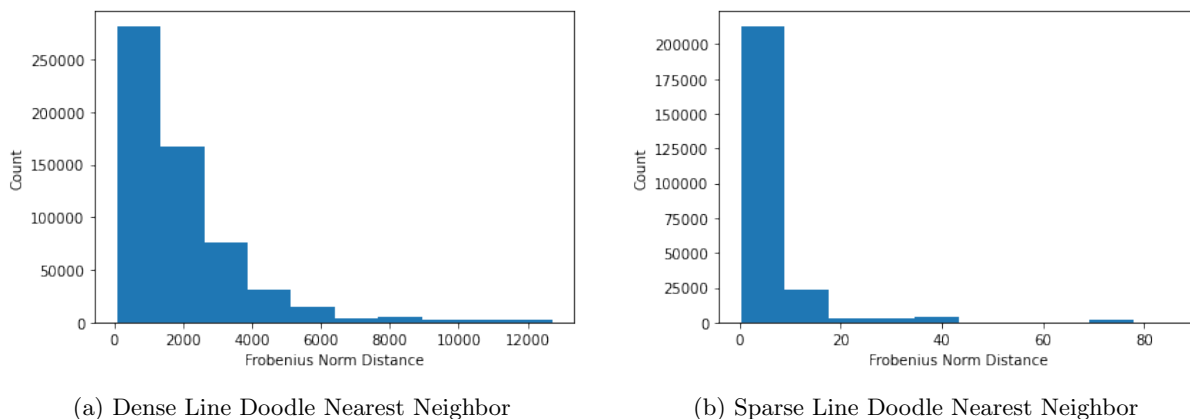 250000
200000
150000
100000
50000
0
Count
0 2000 4000 6000 8000 10000 12000
Frobenius Norm Distance
(a) Dense Line Doodle Nearest Neighbor
200000
175000
150000
125000
100000
75000
50000
25000
0
Count
0 20 40 60 80
Frobenius Norm Distance
(b) Sparse Line Doodle Nearest Neighbor